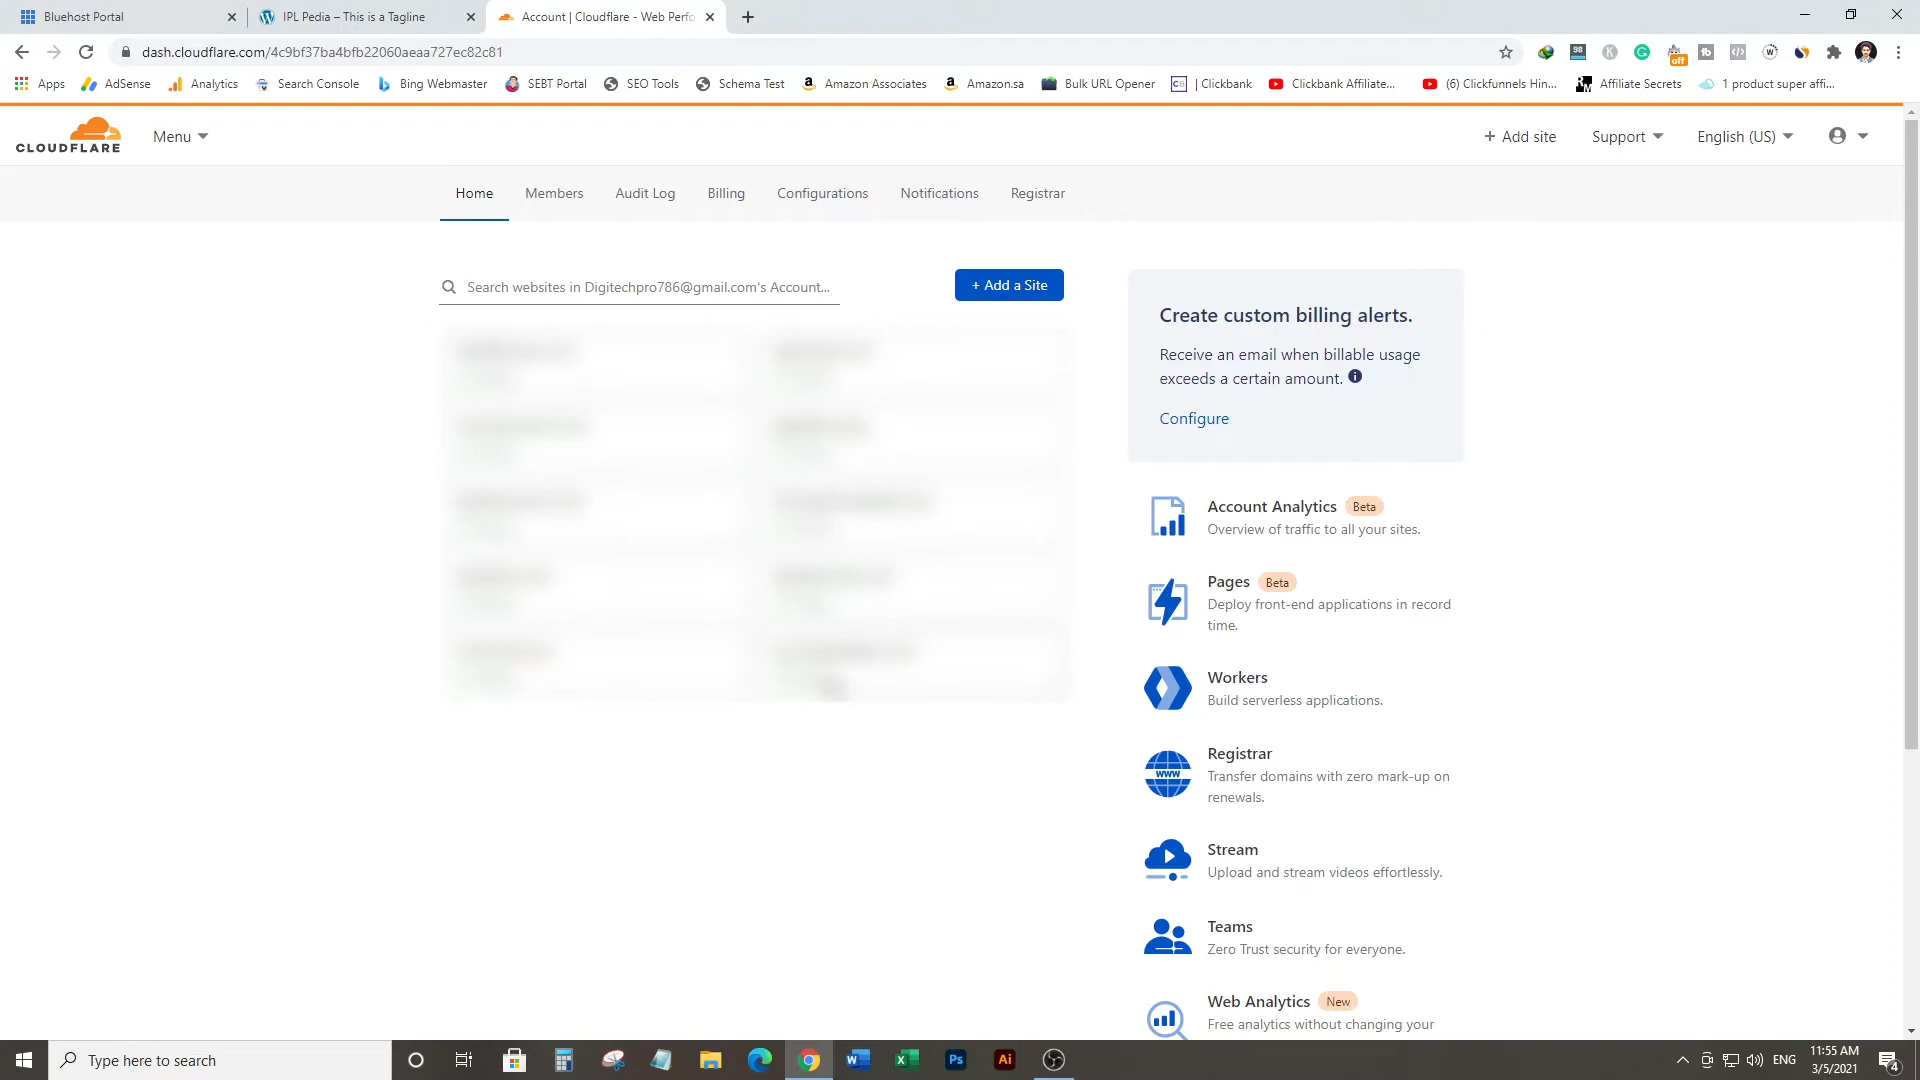 Bluehost Portal
IPL Pedia – This is a Tagline
Account | Cloudflare - Web Perfo
dash.cloudflare.com/4c9bf37ba4bfb22060aeaa727ec82c81
98
off
Apps
AdSense
Analytics
Search Console
Bing Webmaster
SEBT Portal
SEO Tools
Schema Test
Amazon Associates
Amazon.sa
Bulk URL Opener
| Clickbank
Clickbank Affiliate...
(6) Clickfunnels Hin...
Affiliate Secrets
1 product super affi...
CLOUDFLARE
Menu
+ Add site
Support
English (US)
Home
Members
Audit Log
Billing
Configurations
Notifications
Registrar
Search websites in Digitechpro786@gmail.com's Account...
+ Add a Site
Create custom billing alerts.
Receive an email when billable usage
exceeds a certain amount.
Configure
Account Analytics Beta
Overview of traffic to all your sites.
Pages Beta
Deploy front-end applications in record
time.
Workers
Build serverless applications.
www
Registrar
Transfer domains with zero mark-up on
renewals.
Stream
Upload and stream videos effortlessly.
Teams
Zero Trust security for everyone.
Web Analytics New
Free analytics without changing your
Type here to search
Ps
Ai
ENG
11:55 AM
3/5/2021
4